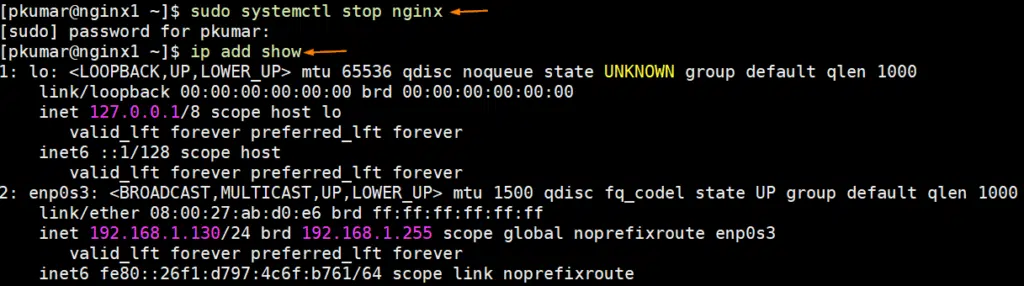 [pkumar@nginx1 ~]$ sudo systemctl stop nginx
[sudo] password for pkumar:
[pkumar@nginx1 ~]$ ip add show
1: lo: <LOOPBACK,UP,LOWER_UP> mtu 65536 qdisc noqueue state UNKNOWN group default qlen 1000
    link/loopback 00:00:00:00:00:00 brd 00:00:00:00:00:00
    inet 127.0.0.1/8 scope host lo
       valid_lft forever preferred_lft forever
    inet6 ::1/128 scope host
       valid_lft forever preferred_lft forever
2: enp0s3: <BROADCAST,MULTICAST,UP,LOWER_UP> mtu 1500 qdisc fq_codel state UP group default qlen 1000
    link/ether 08:00:27:ab:d0:e6 brd ff:ff:ff:ff:ff:ff
    inet 192.168.1.130/24 brd 192.168.1.255 scope global noprefixroute enp0s3
       valid_lft forever preferred_lft forever
    inet6 fe80::26f1:d797:4c6f:b761/64 scope link noprefixroute